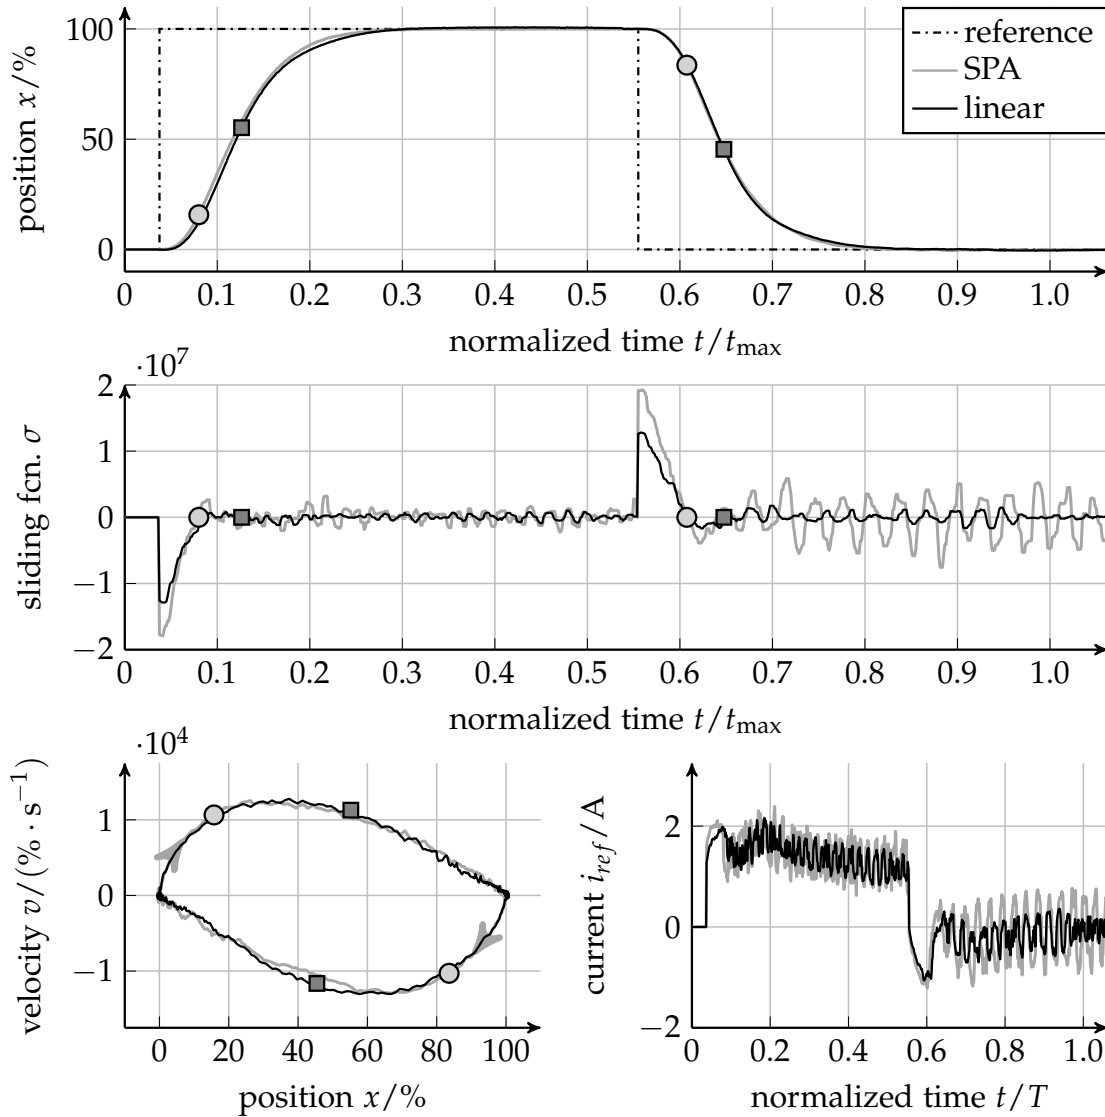 100
50
0
position x/%
reference
SPA
linear
0 0.1 0.2 0.3 0.4 0.5 0.6 0.7 0.8 0.9 1.0
normalized time t/t_max
·10^7
2
1
0
−1
−2
sliding fcn. σ
0 0.1 0.2 0.3 0.4 0.5 0.6 0.7 0.8 0.9 1.0
normalized time t/t_max
·10^4
1
0
−1
velocity v/(% · s^−1)
0 20 40 60 80 100
position x/%
2
0
−2
current i_ref/A
0 0.2 0.4 0.6 0.8 1.0
normalized time t/T